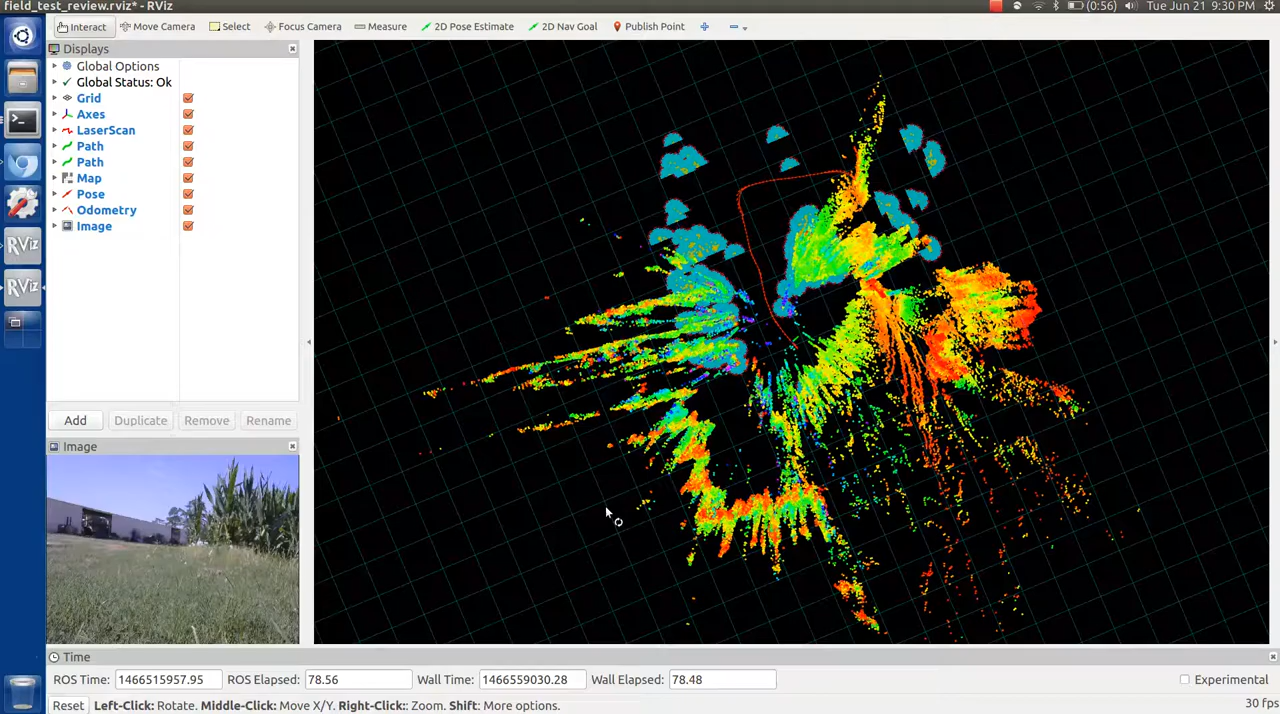 field_test_review.rviz* - RViz
(0:56)
Tue Jun 21 9:30 PM
Interact
Move Camera
Select
Focus Camera
Measure
2D Pose Estimate
2D Nav Goal
Publish Point
Displays
Global Options
Global Status: Ok
Grid
Axes
LaserScan
Path
Path
Map
Pose
Odometry
Image
RViz
RViz
Add
Duplicate
Remove
Rename
Image
Time
ROS Time: 1466515957.95 ROS Elapsed: 78.56 Wall Time: 1466559030.28 Wall Elapsed: 78.48
Experimental
Reset
Left-Click: Rotate. Middle-Click: Move X/Y. Right-Click:: Zoom. Shift: More options.
30 fps